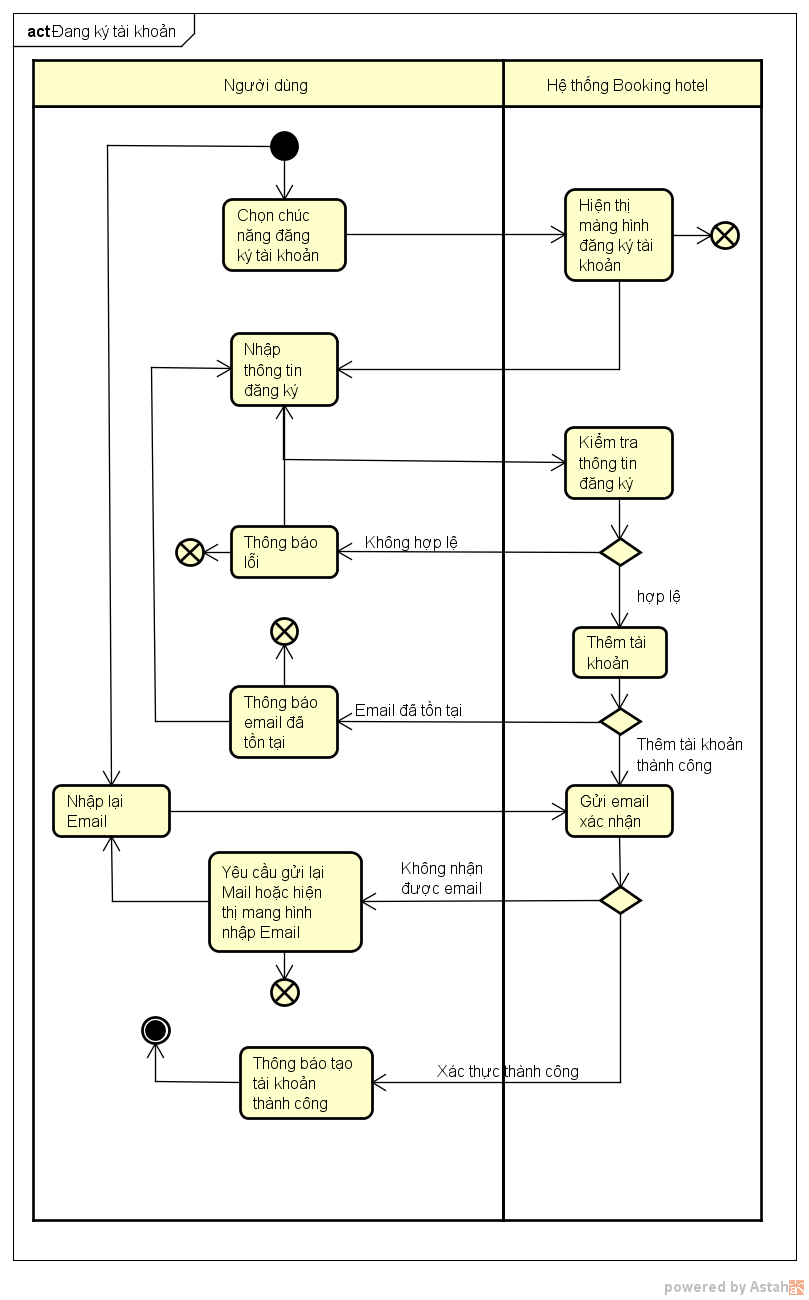 act Đang ký tài khoản
Người dùng
Hệ thống Booking hotel
Chọn chúc
năng đăng
ký tài khoản
Hiện thị
màng hình
đăng ký tài
khoản
Nhập
thông tin
đăng ký
Kiểm tra
thông tin
đăng ký
Thông báo
lỗi
Không hợp lệ
hợp lệ
Thêm tài
khoản
Thông báo
email đã
tồn tại
Email đã tồn tại
Thêm tài khoản
thành công
Nhập lại
Email
Gửi email
xác nhận
Yêu cầu gửi lại
Mail hoặc hiện
thị mang hình
nhập Email
Không nhận
được email
Thông báo tạo
tài khoản
thành công
Xác thực thành công
powered by Astah